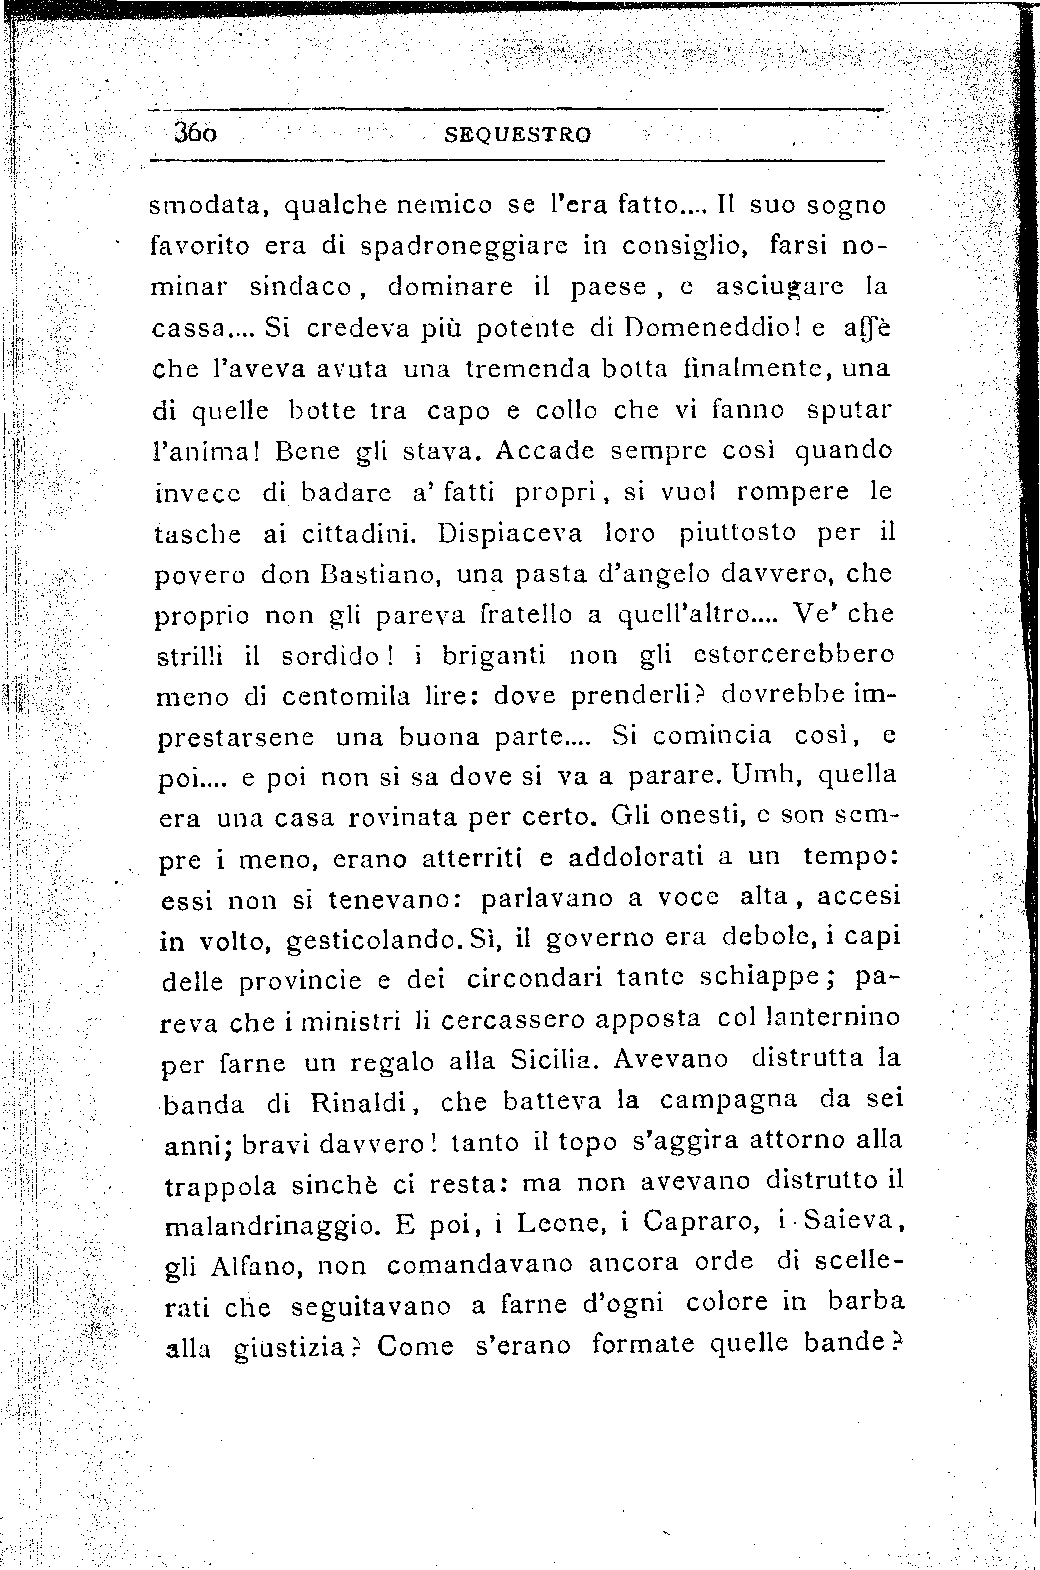 360 SEQUESTRO
smodata, qualche nemico se l'era fatto.... Il suo sogno
favorito era di spadroneggiare in consiglio, farsi no-
minar sindaco, dominare il paese, e asciugare la
cassa.... Si credeva più potente di Domeneddio! e affè
che l'aveva avuta una tremenda botta finalmente, una
di quelle botte tra capo e collo che vi fanno sputar
l'anima! Bene gli stava. Accade sempre così quando
invece di badare a' fatti propri, si vuol rompere le
tasche ai cittadini. Dispiaceva loro piuttosto per il
povero don Bastiano, una pasta d'angelo davvero, che
proprio non gli pareva fratello a quell'altro.... Ve' che
strilli il sordido! i briganti non gli estorcerebbero
meno di centomila lire: dove prenderli? dovrebbe im-
prestarsene una buona parte.... Si comincia così, e
poi.... e poi non si sa dove si va a parare. Umh, quella
era una casa rovinata per certo. Gli onesti, e son sem-
pre i meno, erano atterriti e addolorati a un tempo:
essi non si tenevano: parlavano a voce alta, accesi
in volto, gesticolando. Sì, il governo era debole, i capi
delle provincie e dei circondari tante schiappe; pa-
reva che i ministri li cercassero apposta col lanternino
per farne un regalo alla Sicilia. Avevano distrutta la
banda di Rinaldi, che batteva la campagna da sei
anni; bravi davvero! tanto il topo s'aggira attorno alla
trappola sinchè ci resta: ma non avevano distrutto il
malandrinaggio. E poi, i Leone, i Capraro, i Saieva,
gli Alfano, non comandavano ancora orde di scelle-
rati che seguitavano a farne d'ogni colore in barba
alla giustizia? Come s'erano formate quelle bande?